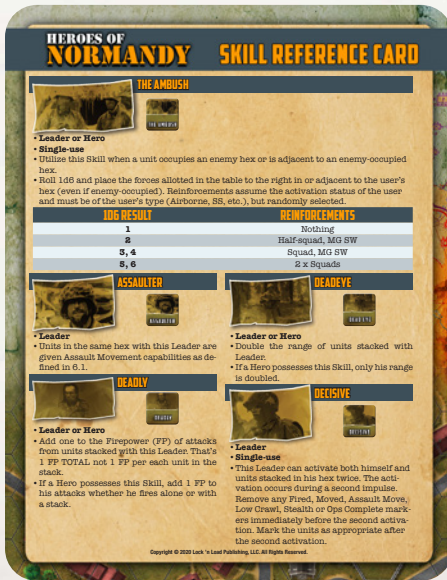 HEROES OF
NORMANDY
SKILL REFERENCE CARD
THE AMBUSH
THE AMBUSH
• Leader or Hero
• Single-use
• Utilize this Skill when a unit occupies an enemy hex or is adjacent to an enemy-occupied
hex.
• Roll 1d6 and place the forces allotted in the table to the right in or adjacent to the user's
hex (even if enemy-occupied). Reinforcements assume the activation status of the user
and must be of the user's type (Airborne, SS, etc.), but randomly selected.
1D6 RESULT REINFORCEMENTS
1 Nothing
2 Half-squad, MG SW
3, 4 Squad, MG SW
5, 6 2 x Squads
ASSAULTER
ASSAULTER
• Leader
• Units in the same hex with this Leader are
given Assault Movement capabilities as de-
fined in 6.1.
DEADEYE
DEADEYE
• Leader or Hero
• Double the range of units stacked with
Leader.
• If a Hero possesses this Skill, only his range
is doubled.
DEADLY
DEADLY
• Leader or Hero
• Add one to the Firepower (FP) of attacks
from units stacked with this Leader. That's
1 FP TOTAL not 1 FP per each unit in the
stack.
• If a Hero possesses this Skill, add 1 FP to
his attacks whether he fires alone or with
a stack.
DECISIVE
DECISIVE
• Leader
• Single-use
• This Leader can activate both himself and
units stacked in his hex twice. The acti-
vation occurs during a second impulse.
Remove any Fired, Moved, Assault Move,
Low Crawl, Stealth or Ops Complete mark-
ers immediately before the second activa-
tion. Mark the units as appropriate after
the second activation.
Copyright © 2020 Lock 'n Load Publishing, LLC. All Rights Reserved.